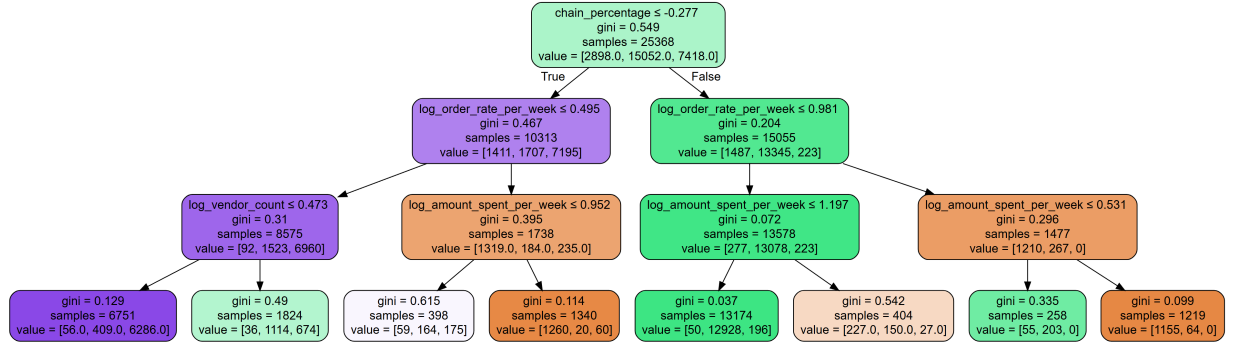 chain_percentage ≤ -0.277
gini = 0.549
samples = 25368
value = [2898.0, 15052.0, 7418.0]
True
False
log_order_rate_per_week ≤ 0.495
gini = 0.467
samples = 10313
value = [1411, 1707, 7195]
log_order_rate_per_week ≤ 0.981
gini = 0.204
samples = 15055
value = [1487, 13345, 223]
log_vendor_count ≤ 0.473
gini = 0.31
samples = 8575
value = [92, 1523, 6960]
log_amount_spent_per_week ≤ 0.952
gini = 0.395
samples = 1738
value = [1319.0, 184.0, 235.0]
log_amount_spent_per_week ≤ 1.197
gini = 0.072
samples = 13578
value = [277, 13078, 223]
log_amount_spent_per_week ≤ 0.531
gini = 0.296
samples = 1477
value = [1210, 267, 0]
gini = 0.129
samples = 6751
value = [56.0, 409.0, 6286.0]
gini = 0.49
samples = 1824
value = [36, 1114, 674]
gini = 0.615
samples = 398
value = [59, 164, 175]
gini = 0.114
samples = 1340
value = [1260, 20, 60]
gini = 0.037
samples = 13174
value = [50, 12928, 196]
gini = 0.542
samples = 404
value = [227.0, 150.0, 27.0]
gini = 0.335
samples = 258
value = [55, 203, 0]
gini = 0.099
samples = 1219
value = [1155, 64, 0]